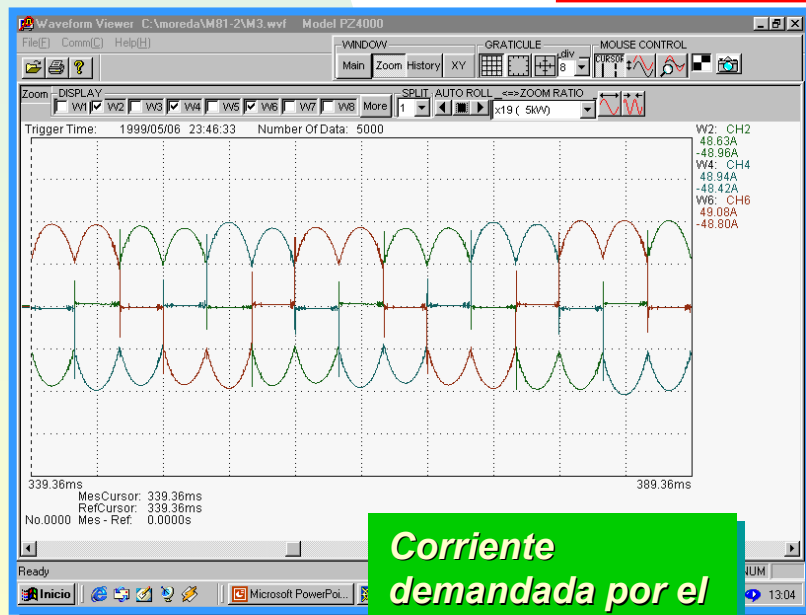 Waveform Viewer C:\moreda\M81-2\M3.wvf Model PZ4000
File(F) Comm(C) Help(H)
WINDOW
Main Zoom History XY
GRATICULE
/div
8
MOUSE CONTROL
CURSOR
Zoom
DISPLAY
W1 W2 W3 W4 W5 W6 W7 W8 More
SPLIT
1
AUTO ROLL
<=>ZOOM RATIO
x19 ( 5kW)
Trigger Time: 1999/05/06 23:46:33 Number Of Data: 5000
W2: CH2
48.63A
-48.96A
W4: CH4
48.94A
-48.42A
W6: CH6
49.08A
-48.80A
339.36ms 389.36ms
MesCursor: 339.36ms
RefCursor: 339.36ms
No.0000 Mes - Ref: 0.0000s
Ready
NUM
Inicio
Microsoft PowerPoi...
13:04
Corriente
demandada por el